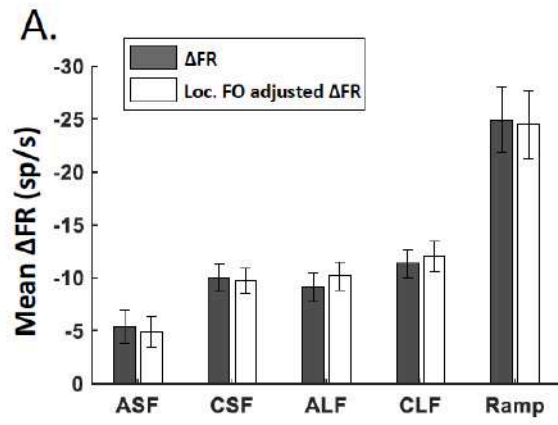 A.
ΔFR
Loc. FO adjusted ΔFR
Mean ΔFR (sp/s)
-30
-25
-20
-15
-10
-5
0
ASF CSF ALF CLF Ramp